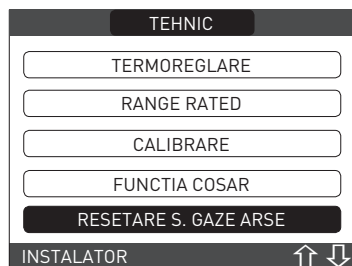 TEHNIC
TERMOREGLARE
RANGE RATED
CALIBRARE
FUNCTIA COSAR
RESETARE S. GAZE ARSE
INSTALATOR